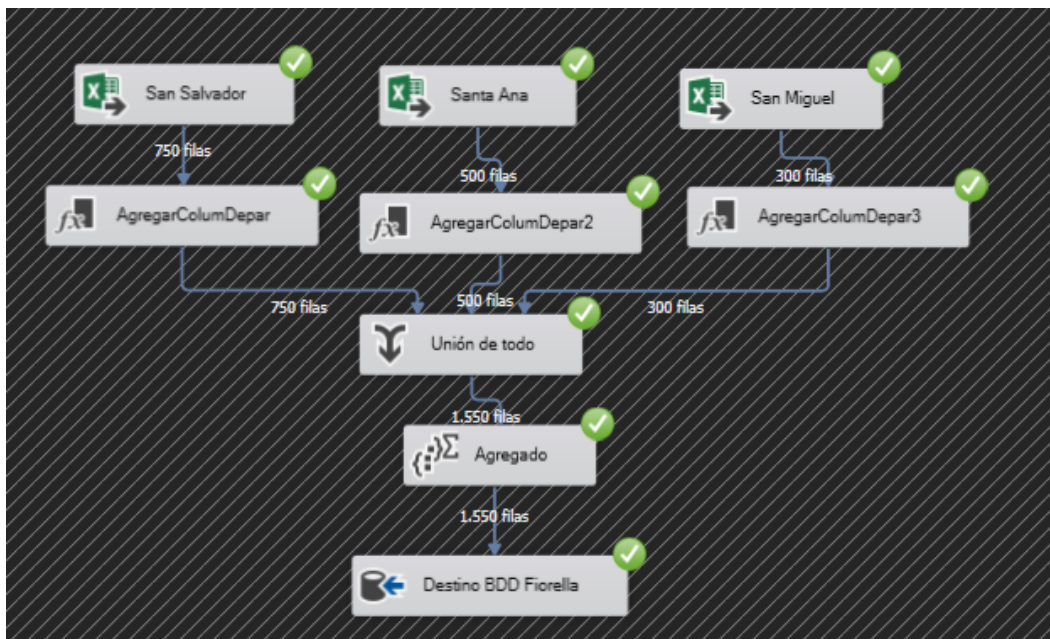 San Salvador
Santa Ana
San Miguel
750 filas
500 filas
300 filas
AgregarColumDepar
AgregarColumDepar2
AgregarColumDepar3
750 filas
500 filas
300 filas
Unión de todo
1.550 filas
Agregado
1.550 filas
Destino BDD Fiorella